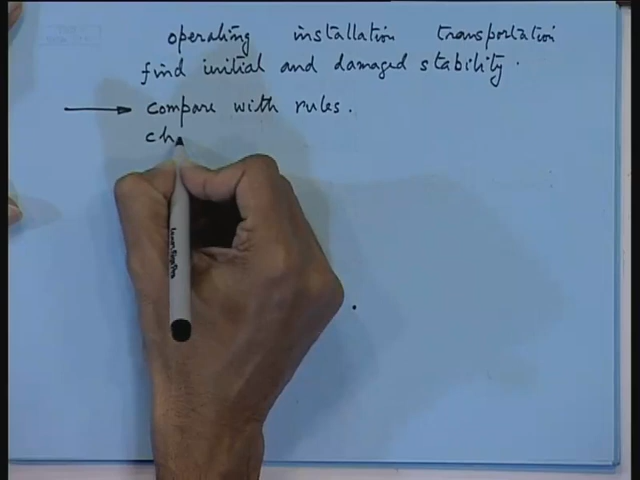 operating installation transportation
find initial and damaged stability.
compare with rules.
ch